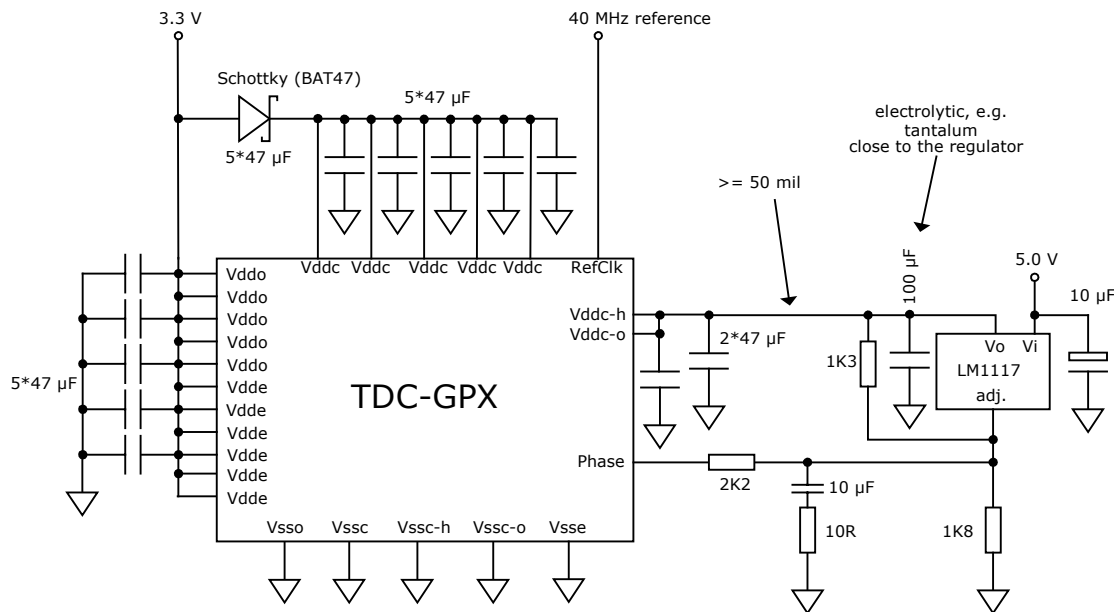 3.3 V
40 MHz reference
Schottky (BAT47)
5*47 µF
5*47 µF
electrolytic, e.g.
tantalum
close to the regulator
>= 50 mil
Vddc
Vddc
Vddc
Vddc
Vddc
RefClk
100 µF
5.0 V
10 µF
Vddo
Vddo
Vddo
Vddo
Vddo
Vdde
Vdde
Vdde
Vdde
Vdde
Vdde
5*47 µF
Vddc-h
Vddc-o
2*47 µF
1K3
Vo
Vi
LM1117
adj.
TDC-GPX
Phase
2K2
10 µF
10R
1K8
Vsso
Vssc
Vssc-h
Vssc-o
Vsse